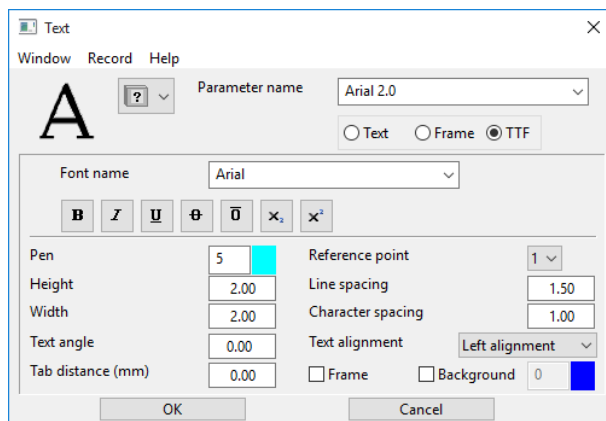 Text
Window Record Help
A
? Parameter name Arial 2.0
Text Frame TTF
Font name Arial
B I U O O x₂ x²
Pen 5 Reference point 1
Height 2.00 Line spacing 1.50
Width 2.00 Character spacing 1.00
Text angle 0.00 Text alignment Left alignment
Tab distance (mm) 0.00 Frame Background 0
OK Cancel